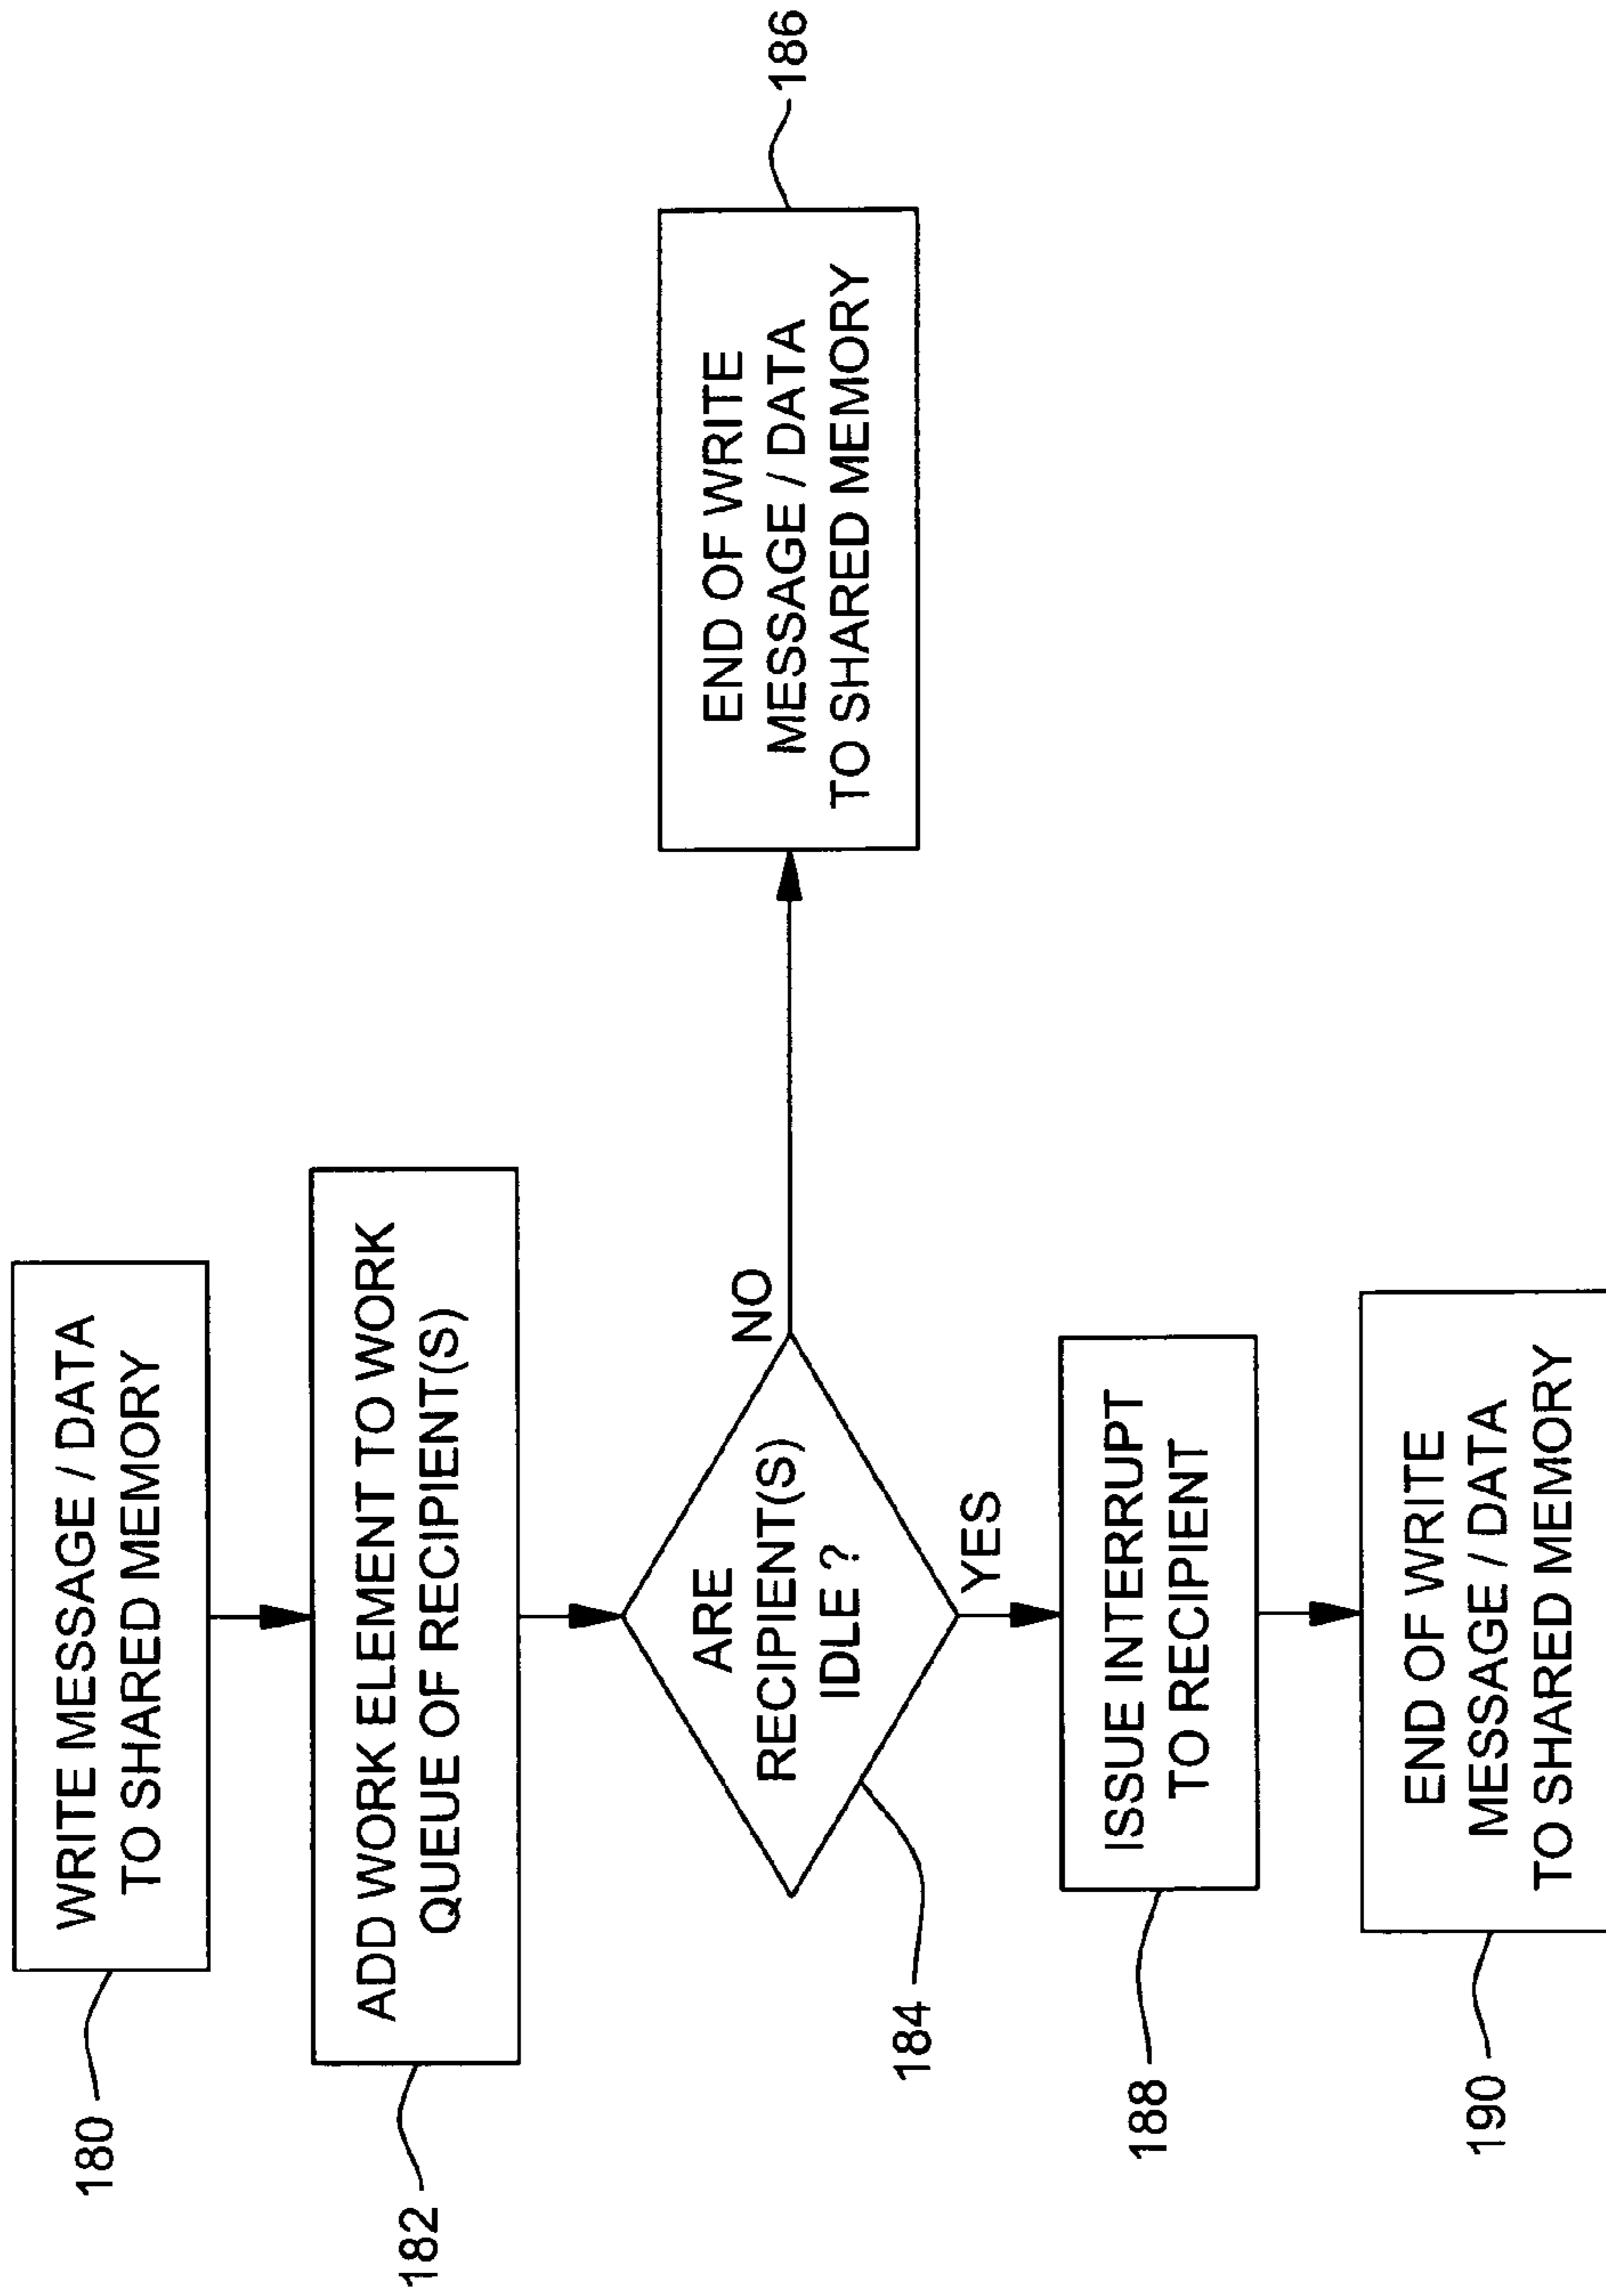 180
WRITE MESSAGE / DATA
TO SHARED MEMORY
182
ADD WORK ELEMENT TO WORK
QUEUE OF RECIPIENT(S)
184
ARE
RECIPIENT(S)
IDLE ?
NO
END OF WRITE
MESSAGE / DATA
TO SHARED MEMORY
186
YES
188
ISSUE INTERRUPT
TO RECIPIENT
190
END OF WRITE
MESSAGE / DATA
TO SHARED MEMORY